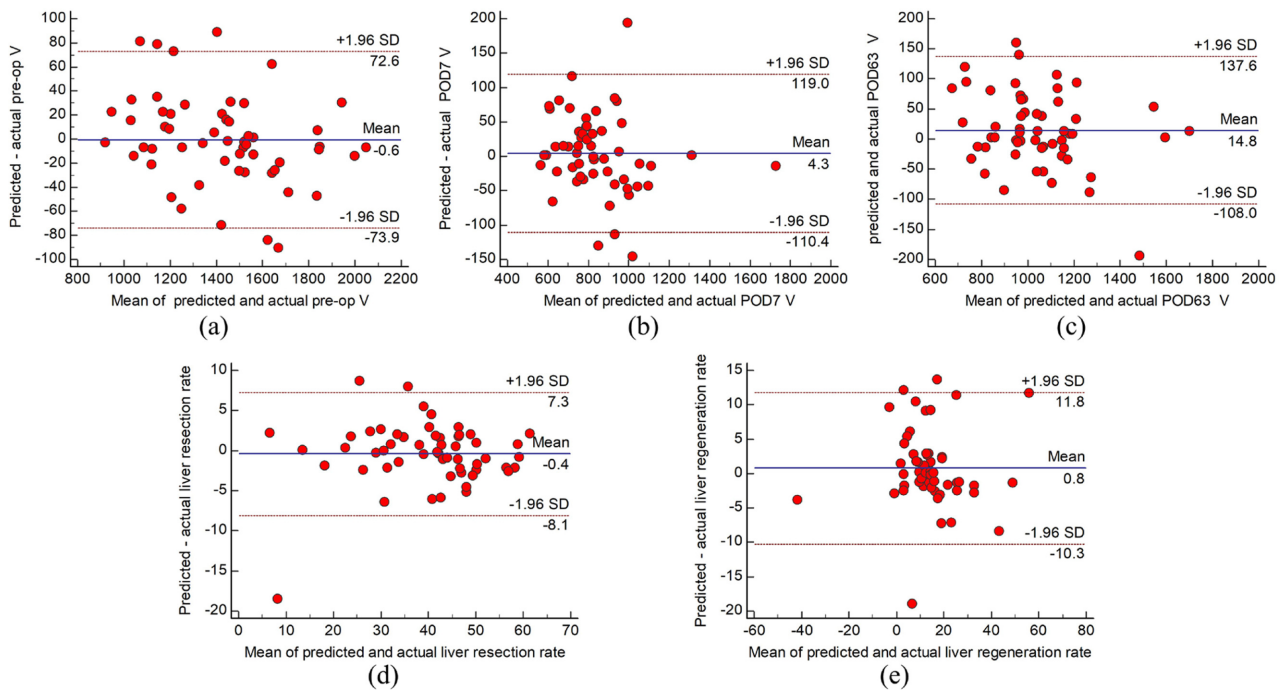 Predicted - actual pre-op V
100
80
60
40
20
0
-20
-40
-60
-80
-100
+1.96 SD
72.6
Mean
-0.6
-1.96 SD
-73.9
800 1000 1200 1400 1600 1800 2000 2200
Mean of predicted and actual pre-op V
(a)
Predicted - actual POD7 V
200
150
100
50
0
-50
-100
-150
+1.96 SD
119.0
Mean
4.3
-1.96 SD
-110.4
400 600 800 1000 1200 1400 1600 1800 2000
Mean of predicted and actual POD7 V
(b)
predicted and actual POD63 V
200
150
100
50
0
-50
-100
-150
-200
+1.96 SD
137.6
Mean
14.8
-1.96 SD
-108.0
600 800 1000 1200 1400 1600 1800 2000
Mean of predicted and actual POD63 V
(c)
Predicted - actual liver resection rate
10
5
0
-5
-10
-15
-20
+1.96 SD
7.3
Mean
-0.4
-1.96 SD
-8.1
0 10 20 30 40 50 60 70
Mean of predicted and actual liver resection rate
(d)
Predicted - actual liver regeneration rate
15
10
5
0
-5
-10
-15
-20
+1.96 SD
11.8
Mean
0.8
-1.96 SD
-10.3
-60 -40 -20 0 20 40 60 80
Mean of predicted and actual liver regeneration rate
(e)